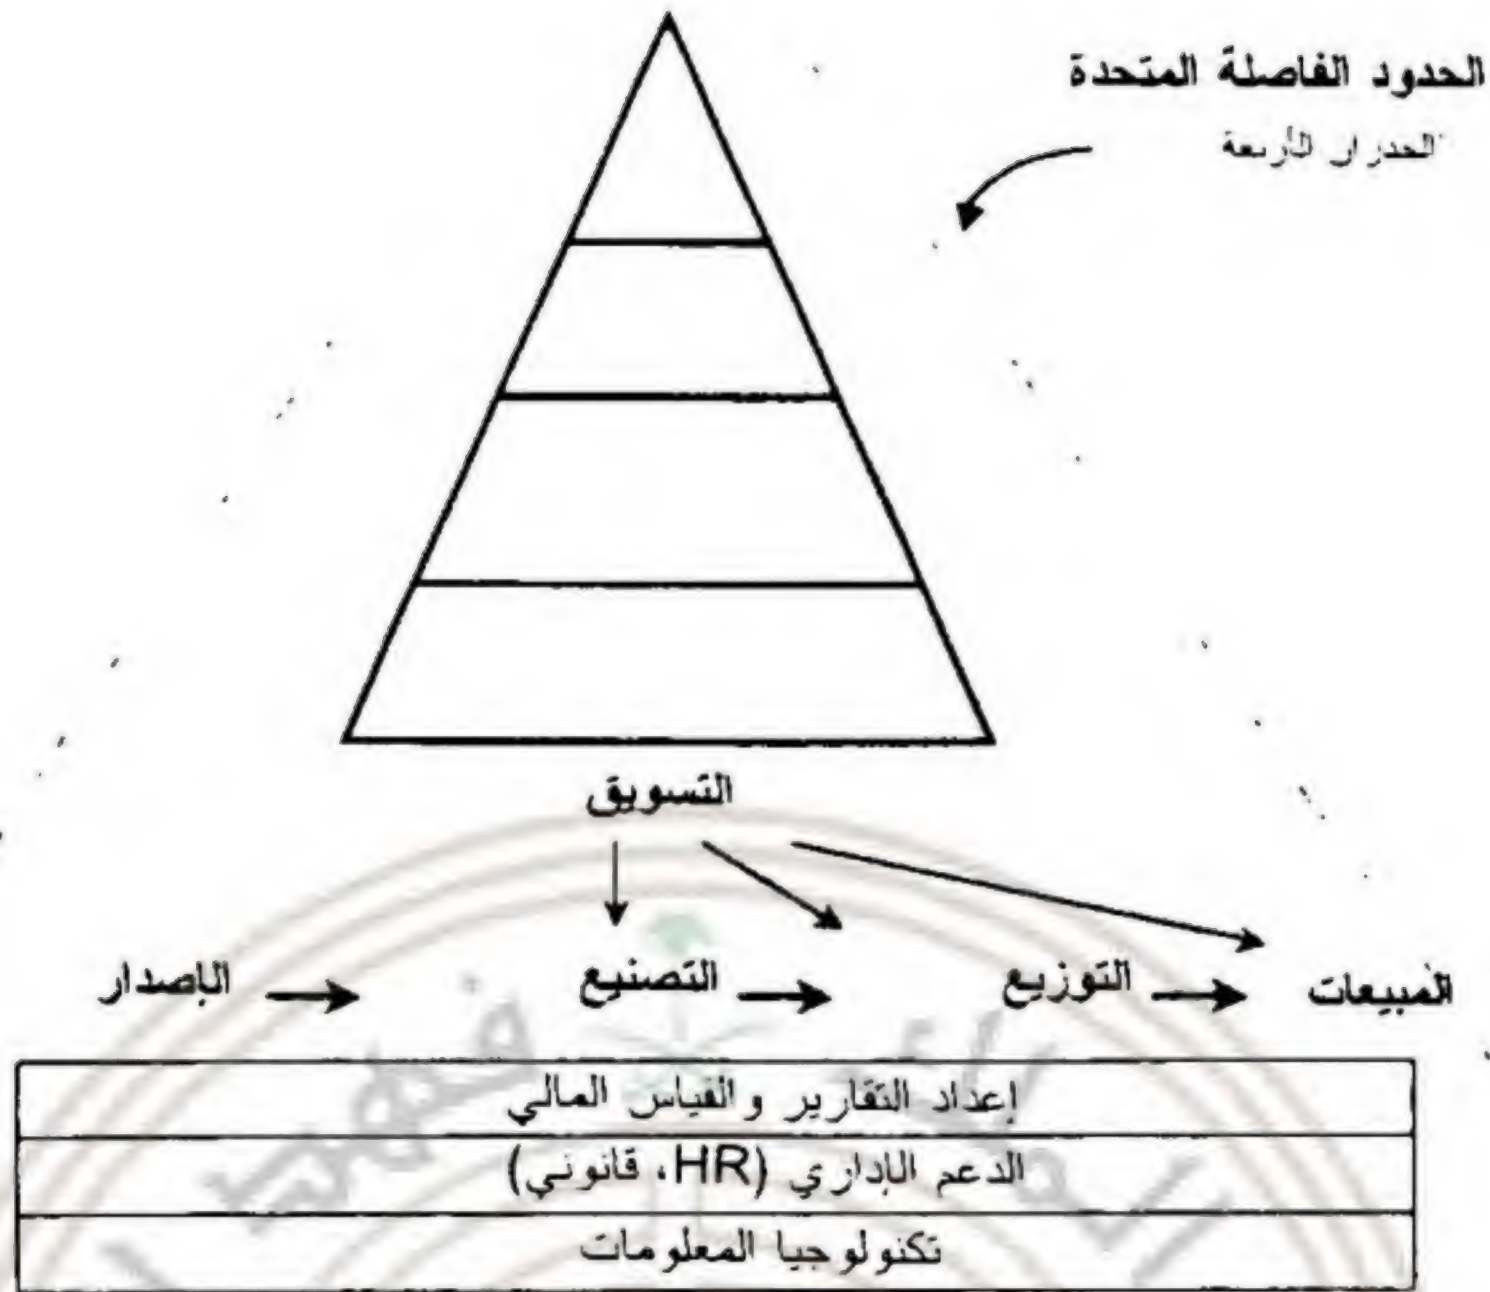 الحدود الفاصلة المتحدة
الجدران الأربعة
التسويق
الإصدار التصنيع التوزيع المبيعات
إعداد التقارير والقياس المالي
الدعم الإداري (HR، قانوني)
تكنولوجيا المعلومات